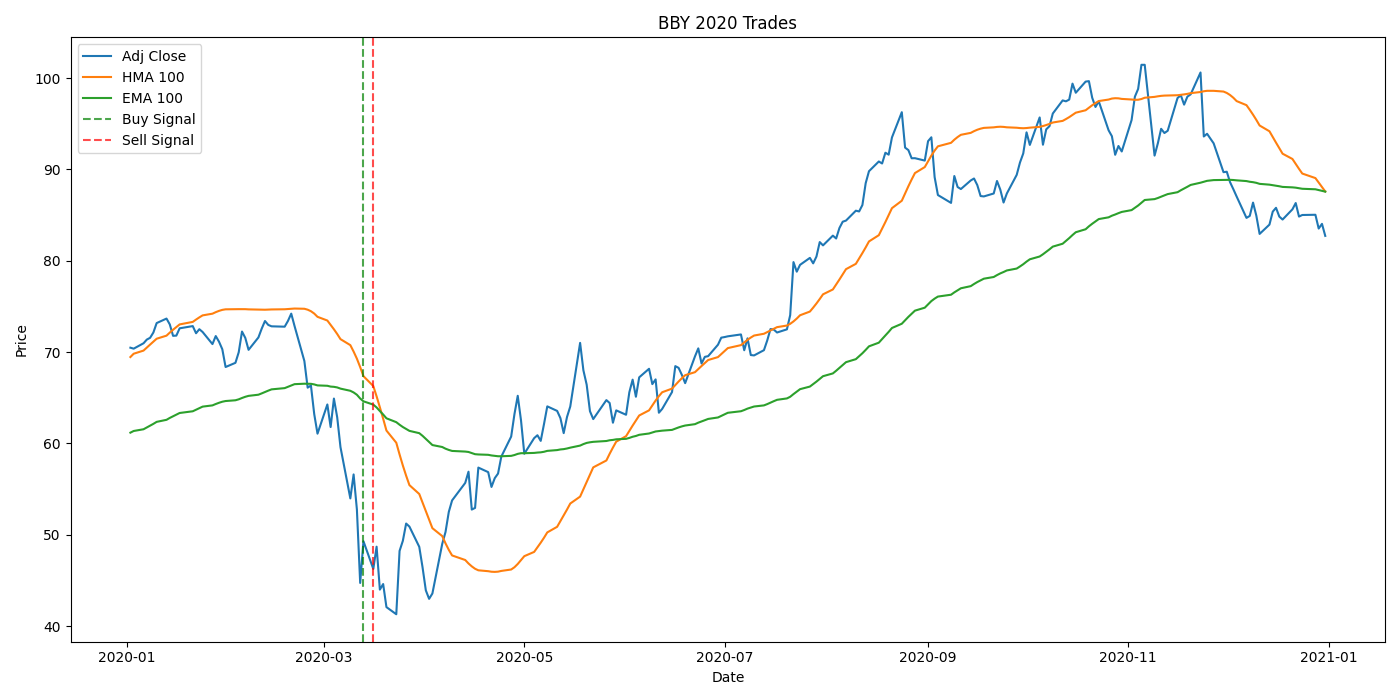 BBY 2020 Trades
Adj Close
HMA 100
EMA 100
Buy Signal
Sell Signal
Price
100
90
80
70
60
50
40
2020-01
2020-03
2020-05
2020-07
2020-09
2020-11
2021-01
Date